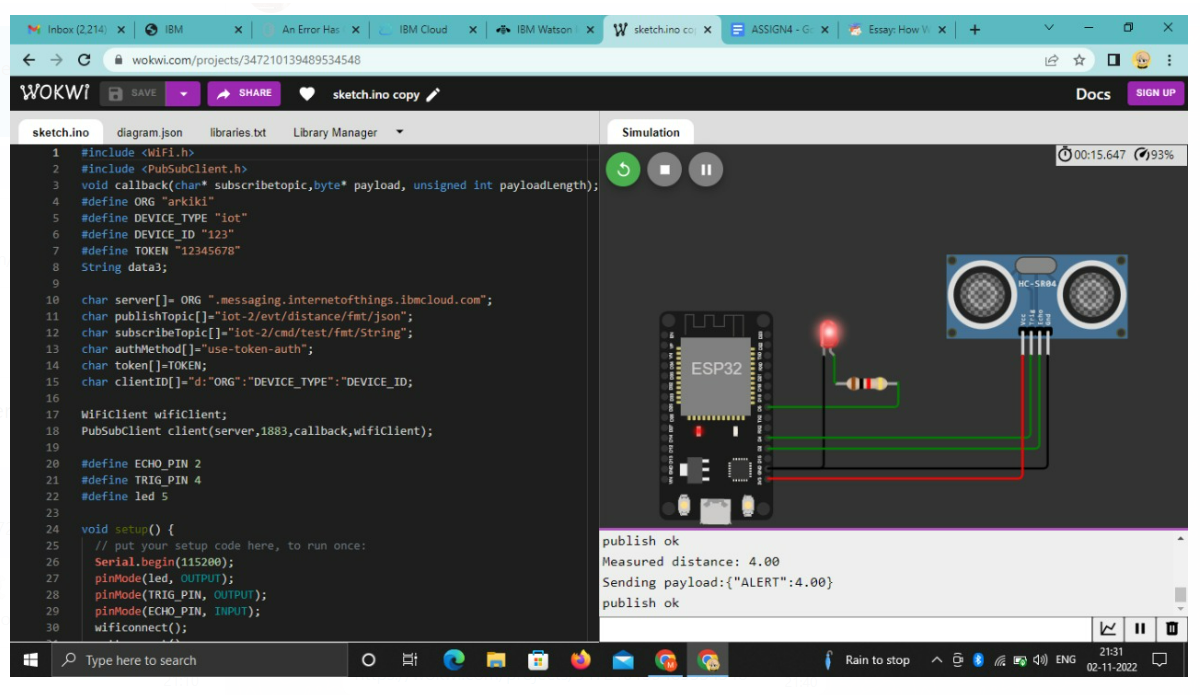 Inbox (2,214)
IBM
An Error Has
IBM Cloud
IBM Watson
sketch.ino co
ASSIGN4 - G
Essay: How
wokwi.com/projects/347210139489534548
WOKWI
SAVE
SHARE
sketch.ino copy
Docs
SIGN UP
sketch.ino
diagram.json
libraries.txt
Library Manager
Simulation
00:15.647
93%
1 #include <WiFi.h>
2 #include <PubSubClient.h>
3 void callback(char* subscribetopic,byte* payload, unsigned int payloadLength);
4 #define ORG "arkiki"
5 #define DEVICE_TYPE "iot"
6 #define DEVICE_ID "123"
7 #define TOKEN "12345678"
8 String data3;
9
10 char server[]= ORG ".messaging.internetofthings.ibmcloud.com";
11 char publishTopic[]="iot-2/evt/distance/fmt/json";
12 char subscribeTopic[]="iot-2/cmd/test/fmt/String";
13 char authMethod[]="use-token-auth";
14 char token[]=TOKEN;
15 char clientID[]="d:"ORG":"DEVICE_TYPE":"DEVICE_ID;
16
17 WiFiClient wifiClient;
18 PubSubClient client(server,1883,callback,wifiClient);
19
20 #define ECHO_PIN 2
21 #define TRIG_PIN 4
22 #define led 5
23
24 void setup() {
25 // put your setup code here, to run once:
26 Serial.begin(115200);
27 pinMode(led, OUTPUT);
28 pinMode(TRIG_PIN, OUTPUT);
29 pinMode(ECHO_PIN, INPUT);
30 wificonnect();
HC-SR04
Vcc
Trig
Echo
Gnd
ESP32
publish ok
Measured distance: 4.00
Sending payload:{"ALERT":4.00}
publish ok
Type here to search
Rain to stop
ENG
21:31
02-11-2022